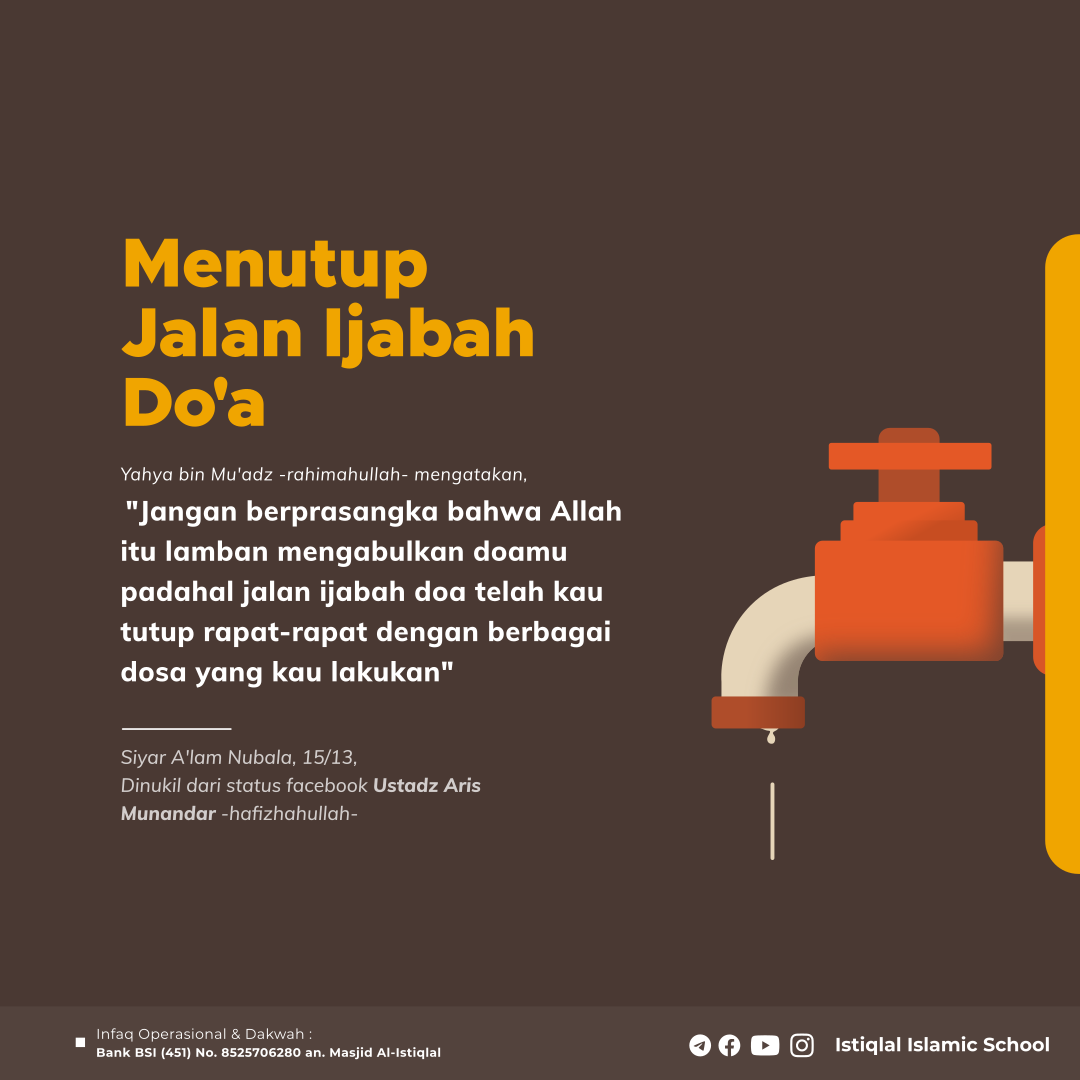 Menutup
Jalan Ijabah
Do'a
Yahya bin Mu'adz -rahimahullah- mengatakan,
"Jangan berprasangka bahwa Allah
itu lamban mengabulkan doamu
padahal jalan ijabah doa telah kau
tutup rapat-rapat dengan berbagai
dosa yang kau lakukan"
Siyar A'lam Nubala, 15/13,
Dinukil dari status facebook Ustadz Aris
Munandar -hafizhahullah-
Infaq Operasional & Dakwah :
Bank BSI (451) No. 8525706280 an. Masjid Al-Istiqlal
Istiqlal Islamic School